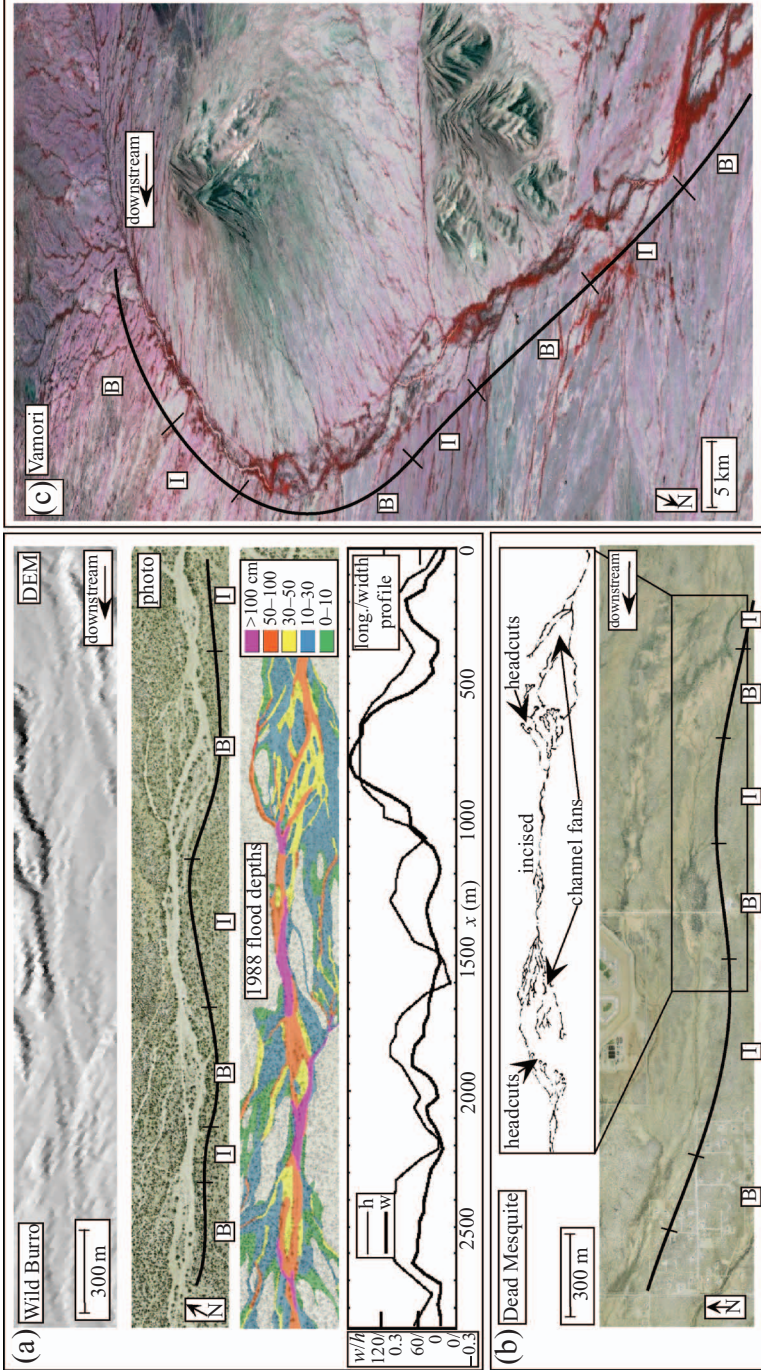 (a)
Wild Burro
DEM
300 m
downstream
photo
N
B
I
B
I
B
I
1988 flood depths
>100 cm
50–100
30–50
10–30
0–10
h
w
long./width
profile
w/h
120/
0.3
60/
0
0/
–0.3
2500
2000
1500
x (m)
1000
500
0
(b)
Dead Mesquite
300 m
headcuts
incised
channel fans
headcuts
downstream
N
B
I
B
I
B
I
(c)
Vamori
downstream
B
I
B
I
B
I
B
N
5 km